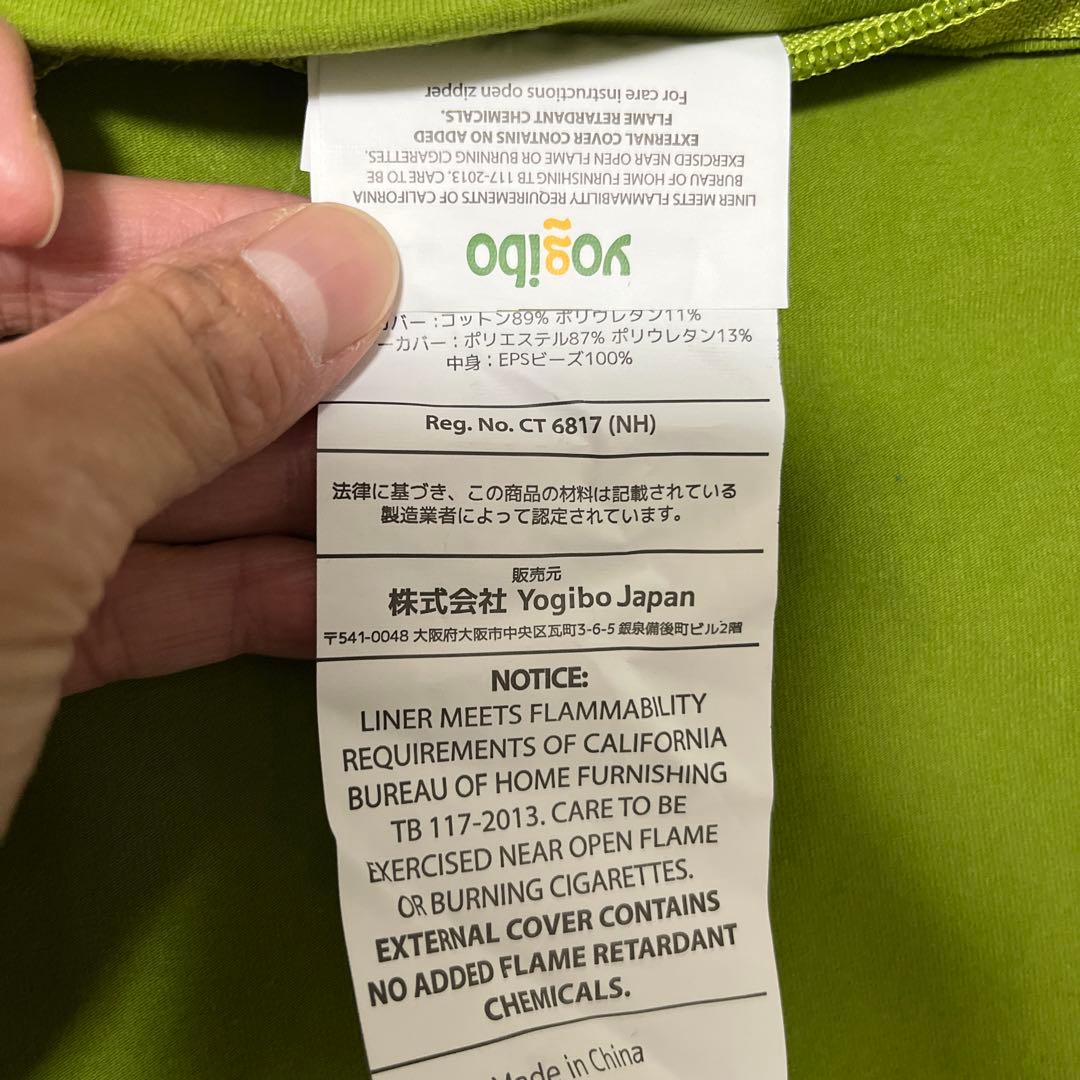 For care instructions open zipper
FLAME RETARDANT CHEMICALS.
EXTERNAL COVER CONTAINS NO ADDED
EXERCISED NEAR OPEN FLAME OR BURNING CIGARETTES.
BUREAU OF HOME FURNISHING TB 117-2013. CARE TO BE
LINER MEETS FLAMMABILITY REQUIREMENTS OF CALIFORNIA
yogibo
バー :コットン89% ポリウレタン11%
ーカバー : ポリエステル87% ポリウレタン13%
中身 : EPSビーズ100%
Reg. No. CT 6817 (NH)
法律に基づき、この商品の材料は記載されている
製造業者によって認定されています。
販売元
株式会社 Yogibo Japan
〒541-0048 大阪府大阪市中央区瓦町3-6-5 銀泉備後町ビル2階
NOTICE:
LINER MEETS FLAMMABILITY
REQUIREMENTS OF CALIFORNIA
BUREAU OF HOME FURNISHING
TB 117-2013. CARE TO BE
EXERCISED NEAR OPEN FLAME
OR BURNING CIGARETTES.
EXTERNAL COVER CONTAINS
NO ADDED FLAME RETARDANT
CHEMICALS.
Made in China